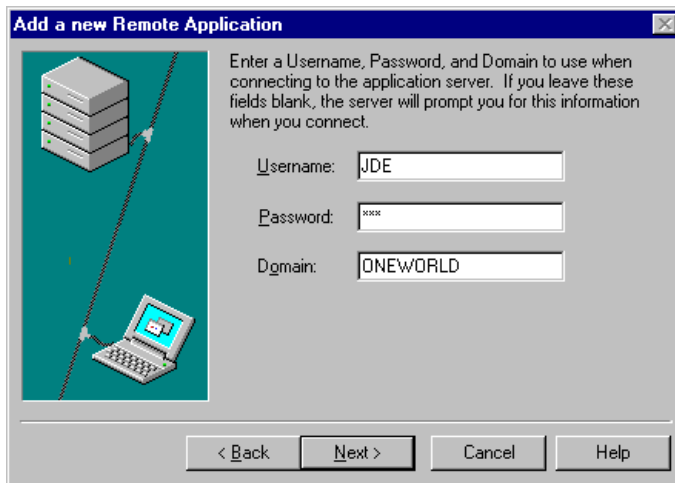 Add a new Remote Application
Enter a Username, Password, and Domain to use when
connecting to the application server. If you leave these
fields blank, the server will prompt you for this information
when you connect.
Username: JDE
Password: ***
Domain: ONEWORLD
< Back Next > Cancel Help